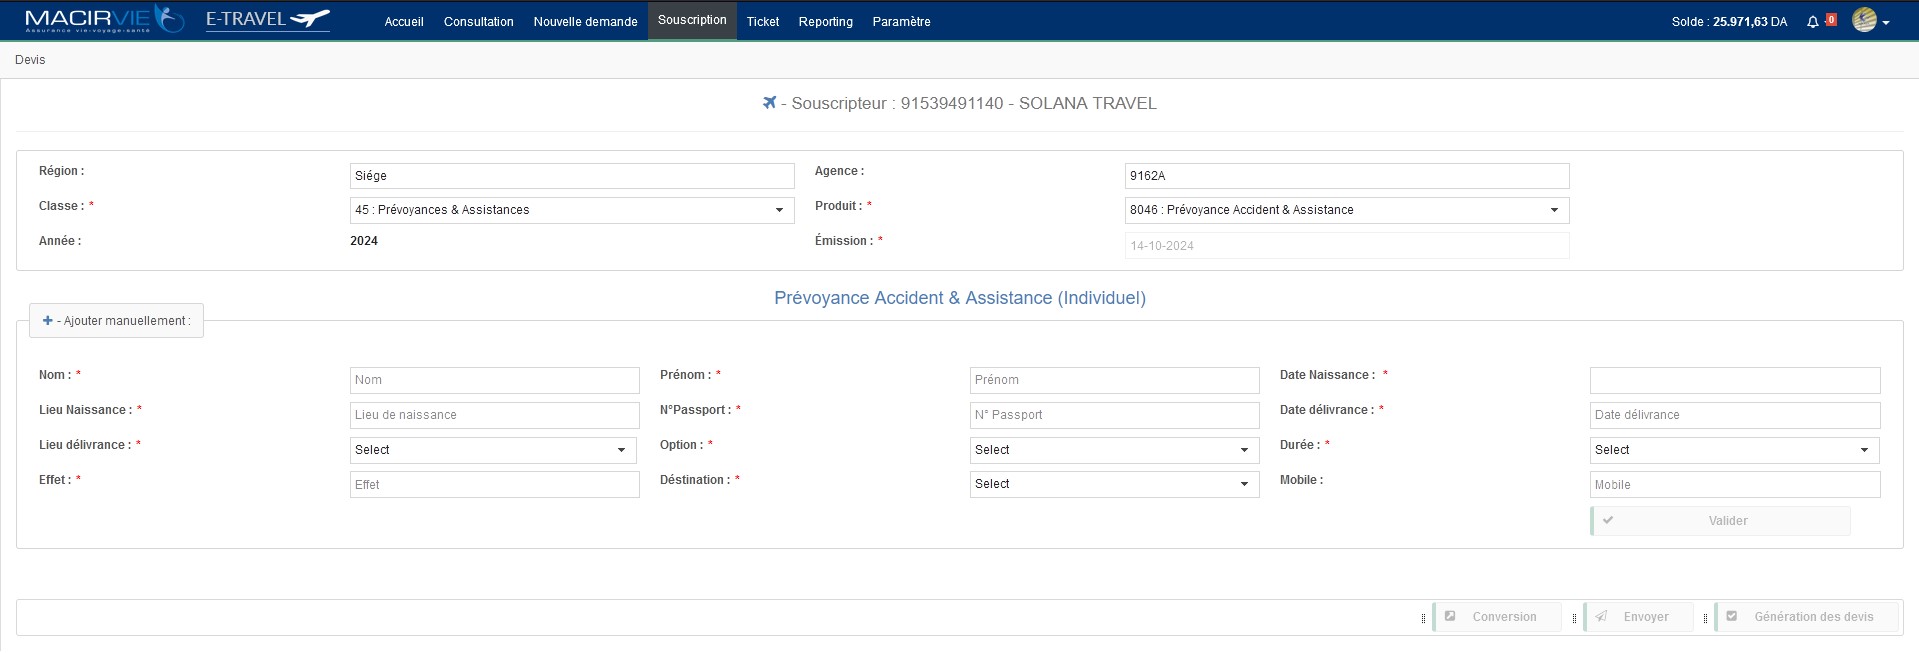 MACIRVIE E-TRAVEL Accueil Consultation Nouvelle demande Souscription Ticket Reporting Paramètre Solde : 25.971,63 DA 0
Assurance vie-voyage-santé
Devis
- Souscripteur : 91539491140 - SOLANA TRAVEL
Région : Siége Agence : 9162A
Classe : * 45 : Prévoyances & Assistances Produit : * 8046 : Prévoyance Accident & Assistance
Année : 2024 Émission : * 14-10-2024
Prévoyance Accident & Assistance (Individuel)
+ - Ajouter manuellement :
Nom : * Nom Prénom : * Prénom Date Naissance : *
Lieu Naissance : * Lieu de naissance N°Passport : * N° Passport Date délivrance : * Date délivrance
Lieu délivrance : * Select Option : * Select Durée : * Select
Effet : * Effet Déstination : * Select Mobile : Mobile
Valider
Conversion Envoyer Génération des devis